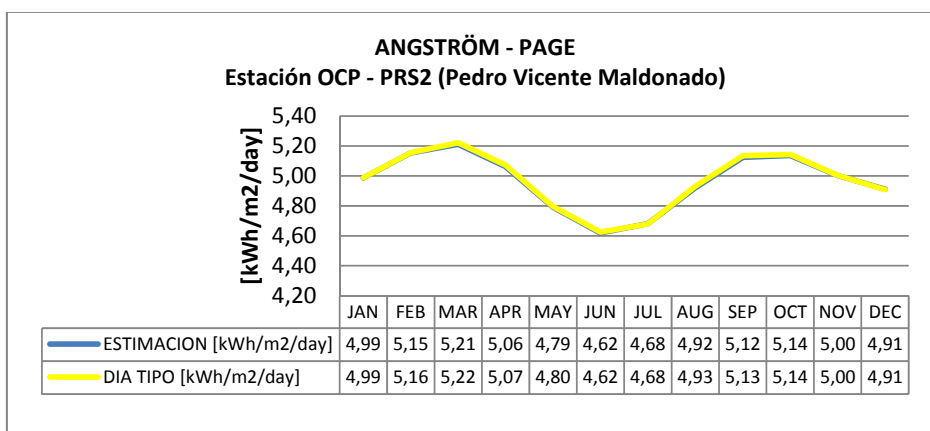 ANGSTRÖM - PAGE
Estación OCP - PRS2 (Pedro Vicente Maldonado)
[kWh/m2/day]
5,40
5,20
5,00
4,80
4,60
4,40
4,20
JAN FEB MAR APR MAY JUN JUL AUG SEP OCT NOV DEC
ESTIMACION [kWh/m2/day] 4,99 5,15 5,21 5,06 4,79 4,62 4,68 4,92 5,12 5,14 5,00 4,91
DIA TIPO [kWh/m2/day] 4,99 5,16 5,22 5,07 4,80 4,62 4,68 4,93 5,13 5,14 5,00 4,91